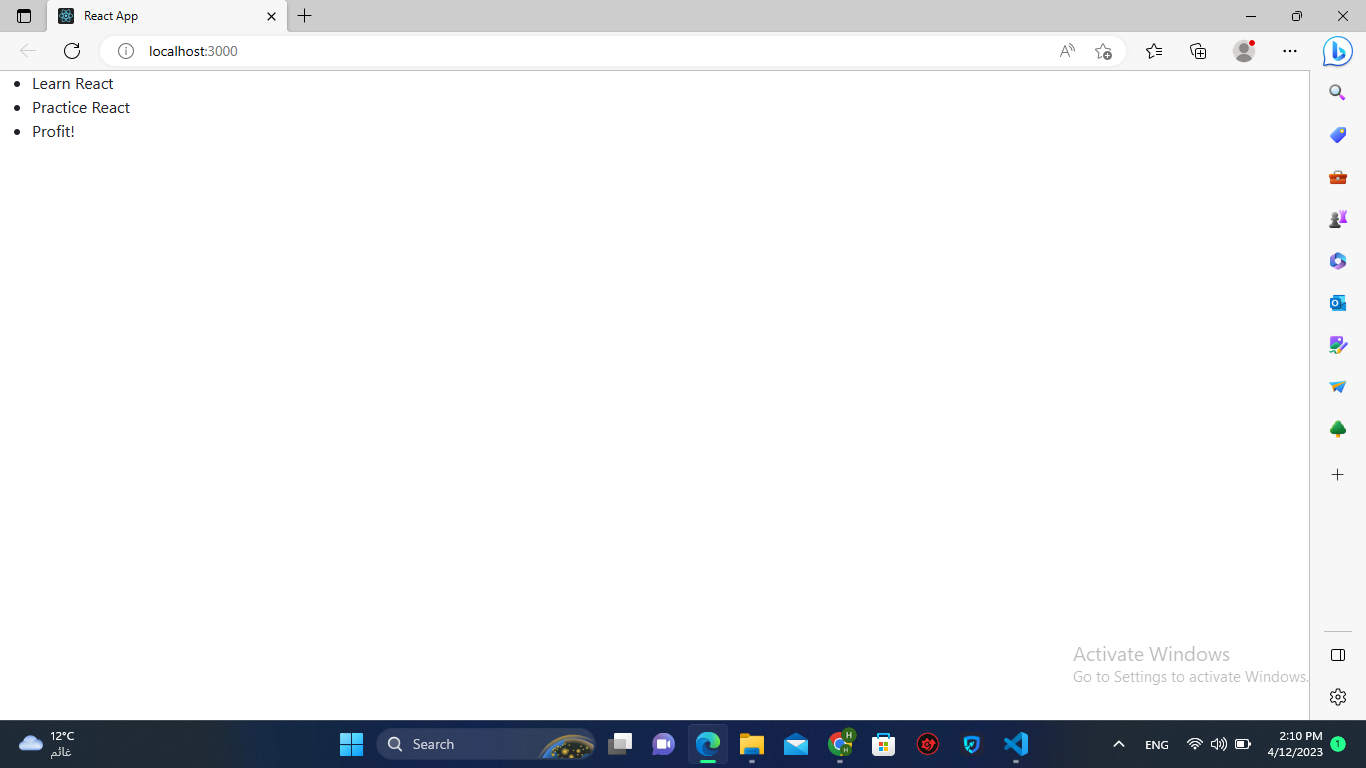 React App
localhost:3000
Learn React
Practice React
Profit!
Activate Windows
Go to Settings to activate Windows.
12°C
غائم
Search
H
H
ENG
2:10 PM
4/12/2023
1